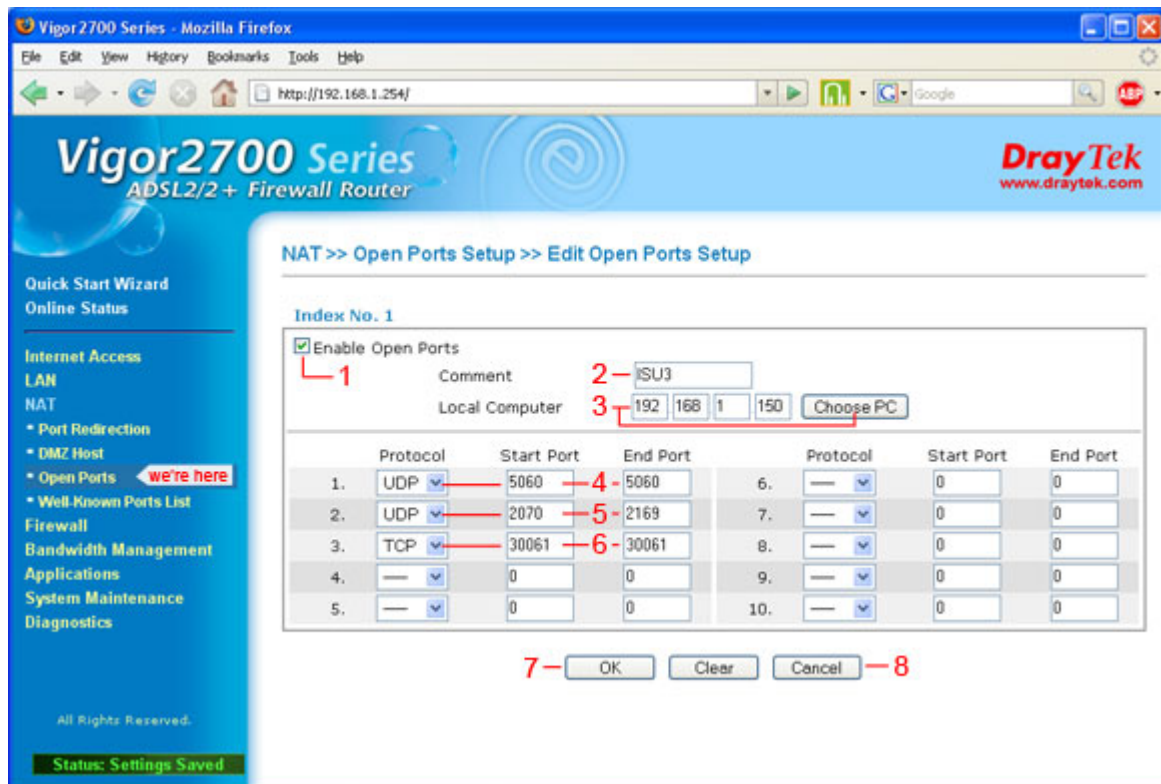 Vigor2700 Series - Mozilla Firefox
File Edit View History Bookmarks Tools Help
http://192.168.1.254/
Google
ABP
Vigor2700 Series
ADSL2/2+ Firewall Router
DrayTek
www.draytek.com
Quick Start Wizard
Online Status
Internet Access
LAN
NAT
Port Redirection
DMZ Host
Open Ports we're here
Well-Known Ports List
Firewall
Bandwidth Management
Applications
System Maintenance
Diagnostics
All Rights Reserved.
Status: Settings Saved
NAT >> Open Ports Setup >> Edit Open Ports Setup
Index No. 1
Enable Open Ports
1
Comment 2 ISU3
Local Computer 3 192 168 1 150 Choose PC
Protocol Start Port End Port Protocol Start Port End Port
1. UDP 5060 4 5060 6. --- 0 0
2. UDP 2070 5 2169 7. --- 0 0
3. TCP 30061 6 30061 8. --- 0 0
4. --- 0 0 9. --- 0 0
5. --- 0 0 10. --- 0 0
7 OK Clear Cancel 8